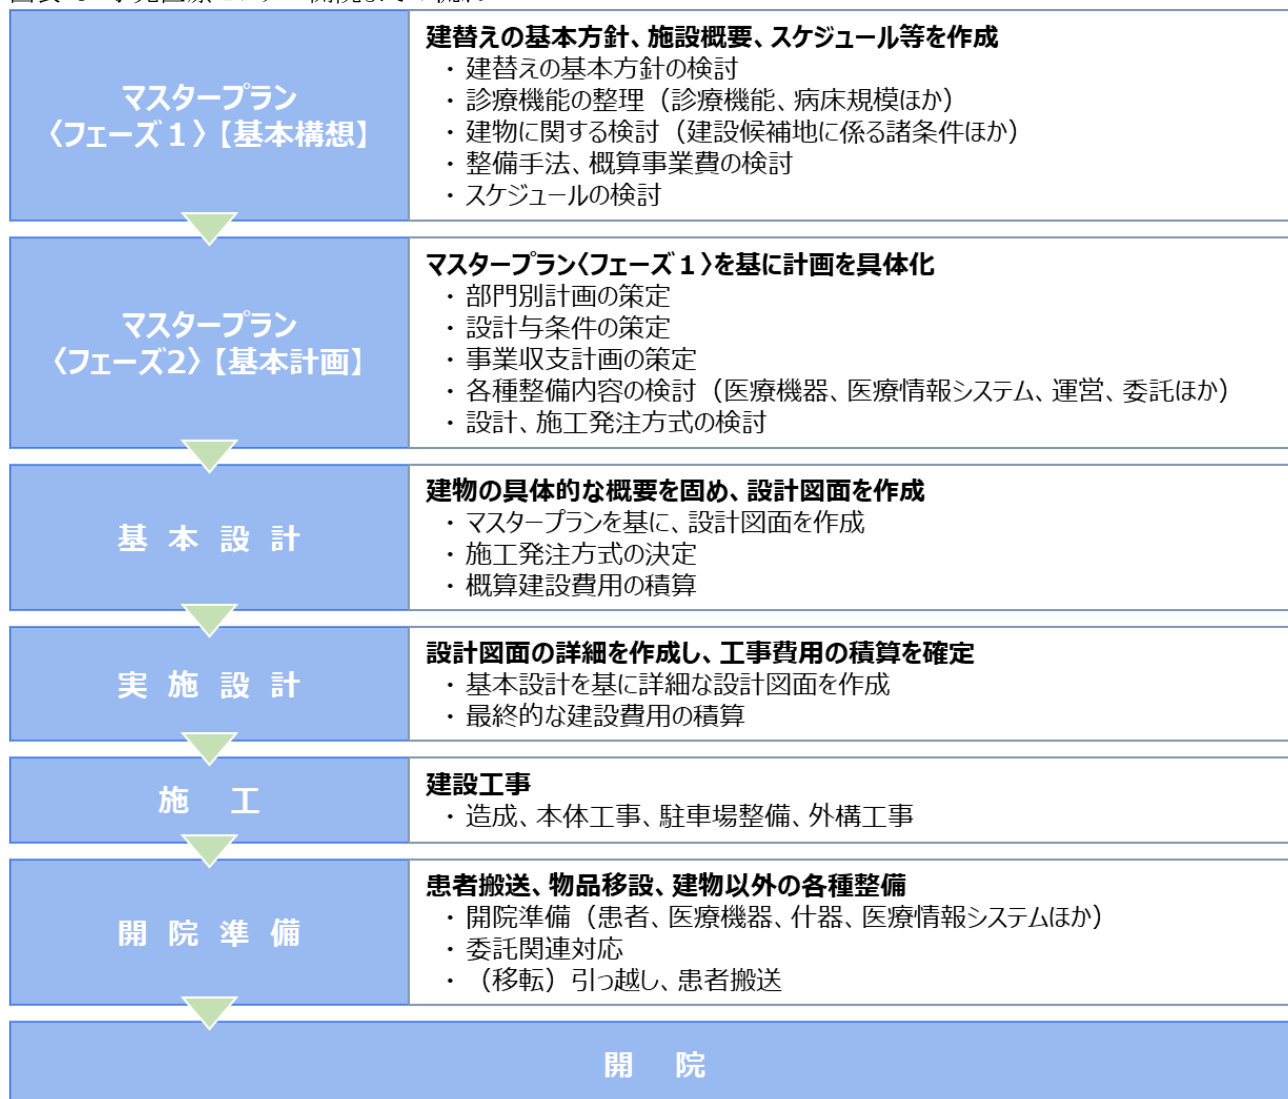 マスタープラン
〈フェーズ１〉【基本構想】
建替えの基本方針、施設概要、スケジュール等を作成
・建替えの基本方針の検討
・診療機能の整理（診療機能、病床規模ほか）
・建物に関する検討（建設候補地に係る諸条件ほか）
・整備手法、概算事業費の検討
・スケジュールの検討
マスタープラン
〈フェーズ2〉【基本計画】
マスタープラン〈フェーズ１〉を基に計画を具体化
・部門別計画の策定
・設計与条件の策定
・事業収支計画の策定
・各種整備内容の検討（医療機器、医療情報システム、運営、委託ほか）
・設計、施工発注方式の検討
基 本 設 計
建物の具体的な概要を固め、設計図面を作成
・マスタープランを基に、設計図面を作成
・施工発注方式の決定
・概算建設費用の積算
実 施 設 計
設計図面の詳細を作成し、工事費用の積算を確定
・基本設計を基に詳細な設計図面を作成
・最終的な建設費用の積算
施　工
建設工事
・造成、本体工事、駐車場整備、外構工事
開 院 準 備
患者搬送、物品移設、建物以外の各種整備
・開院準備（患者、医療機器、什器、医療情報システムほか）
・委託関連対応
・（移転）引っ越し、患者搬送
開　院